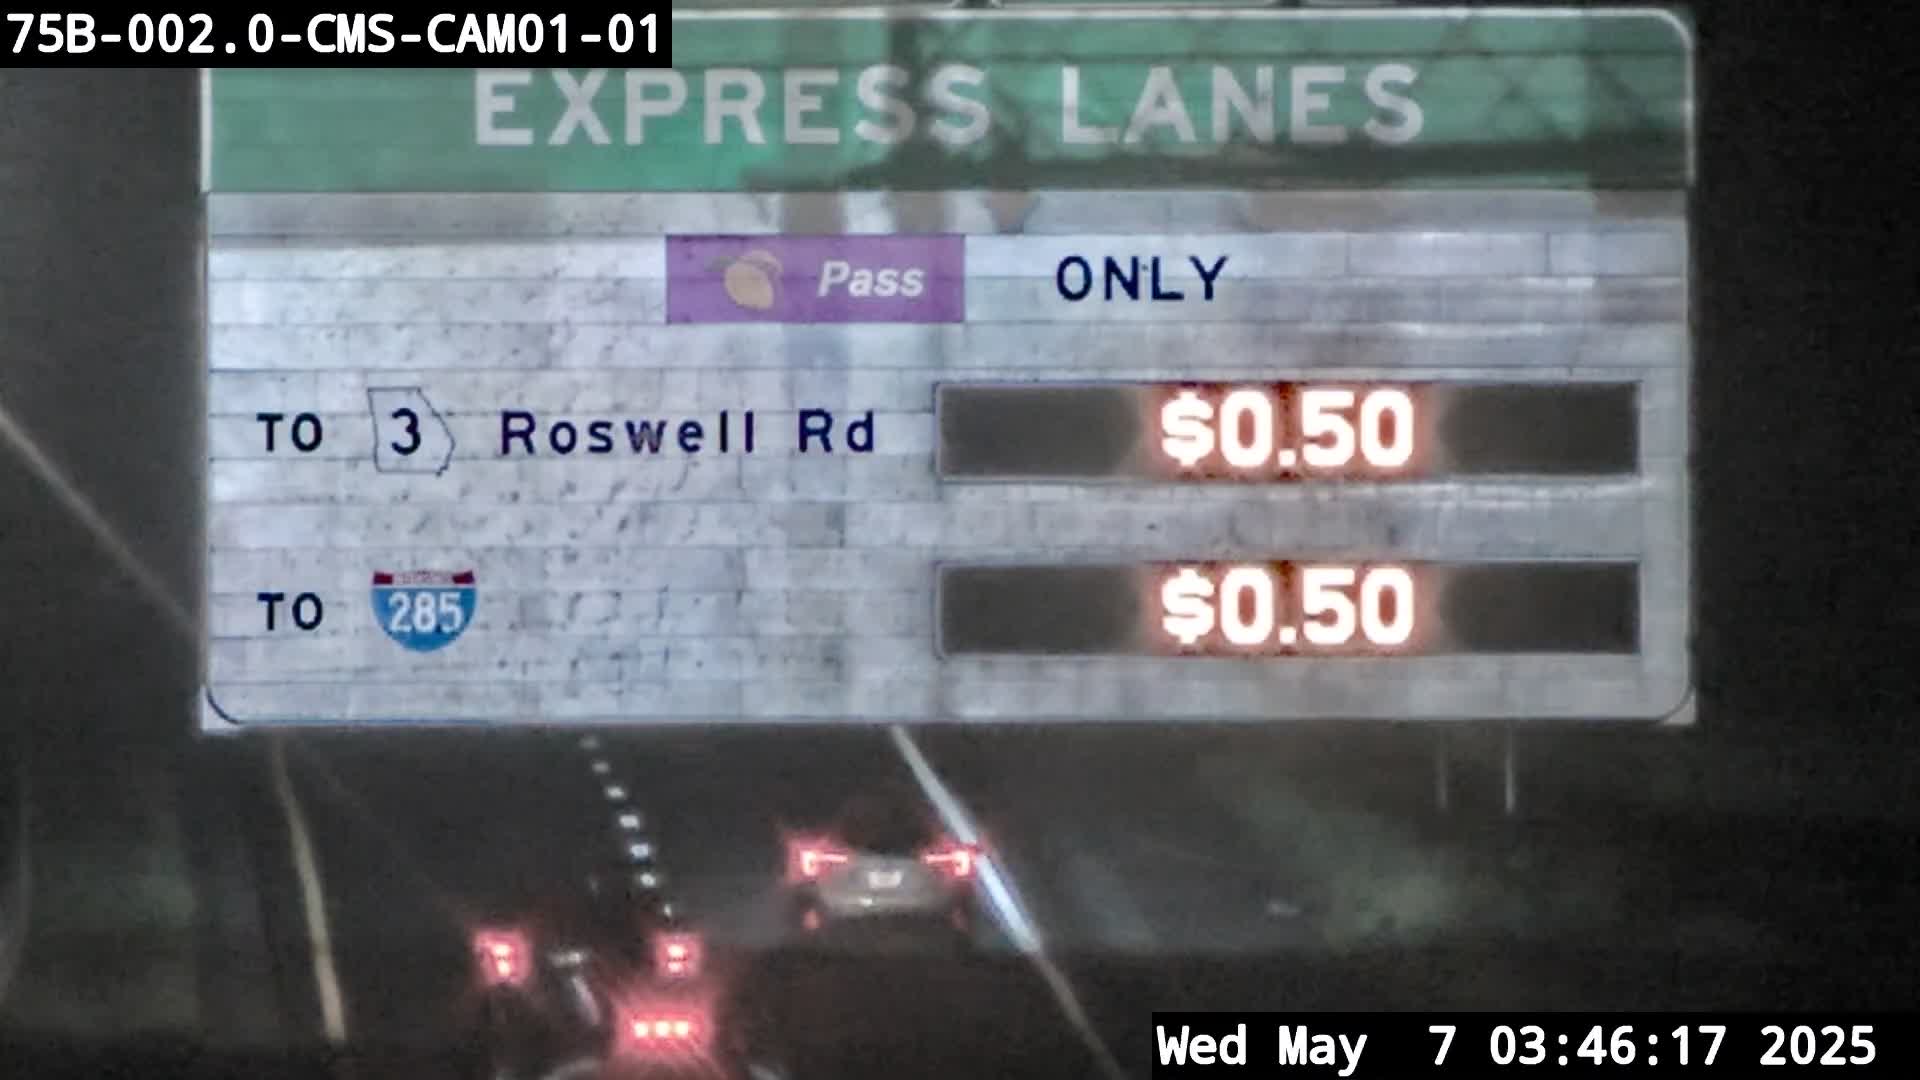 75B-002.0-CMS-CAM01-01
EXPRESS LANES
Pass ONLY
TO 3 Roswell Rd $0.50
TO 285 $0.50
Wed May 7 03:46:17 2025